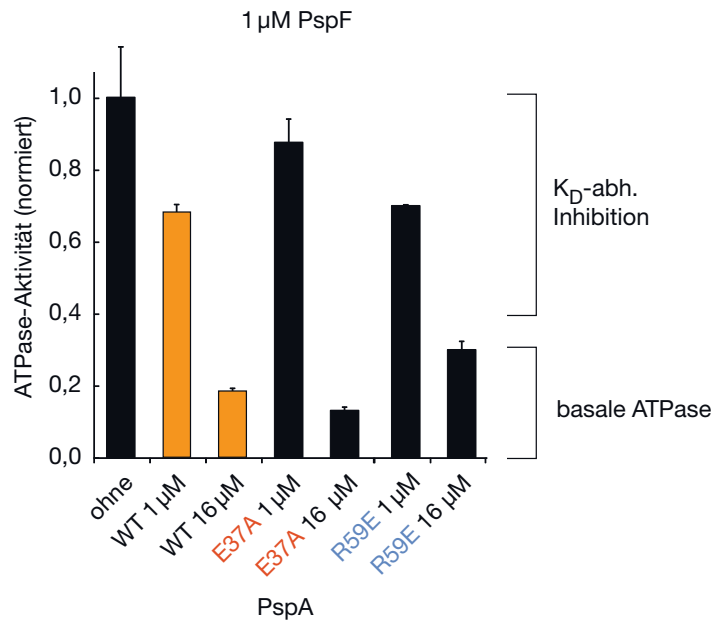 1 µM PspF
ATPase-Aktivität (normiert)
1,0
0,8
0,6
0,4
0,2
0,0
K_D-abh.
Inhibition
basale ATPase
ohne
WT 1 µM
WT 16 µM
E37A 1 µM
E37A 16 µM
R59E 1 µM
R59E 16 µM
PspA